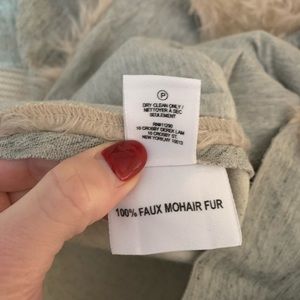 P
DRY CLEAN ONLY /
NETTOYER A SEC
SEULEMENT
10 CROSBY DEREK LAM
10 CROSBY ST.
NEW YORK, NY 10013
100% FAUX MOHAIR FUR